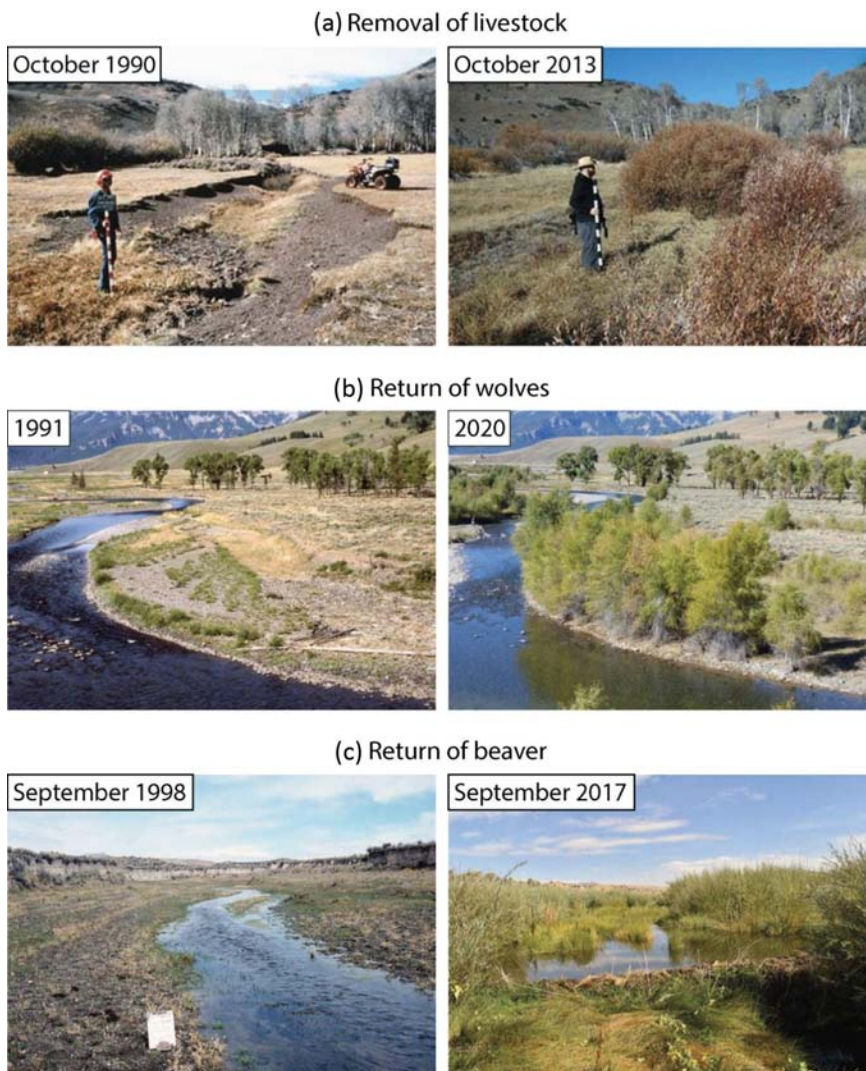 (a) Removal of livestock
October 1990
October 2013
(b) Return of wolves
1991
2020
(c) Return of beaver
September 1998
September 2017